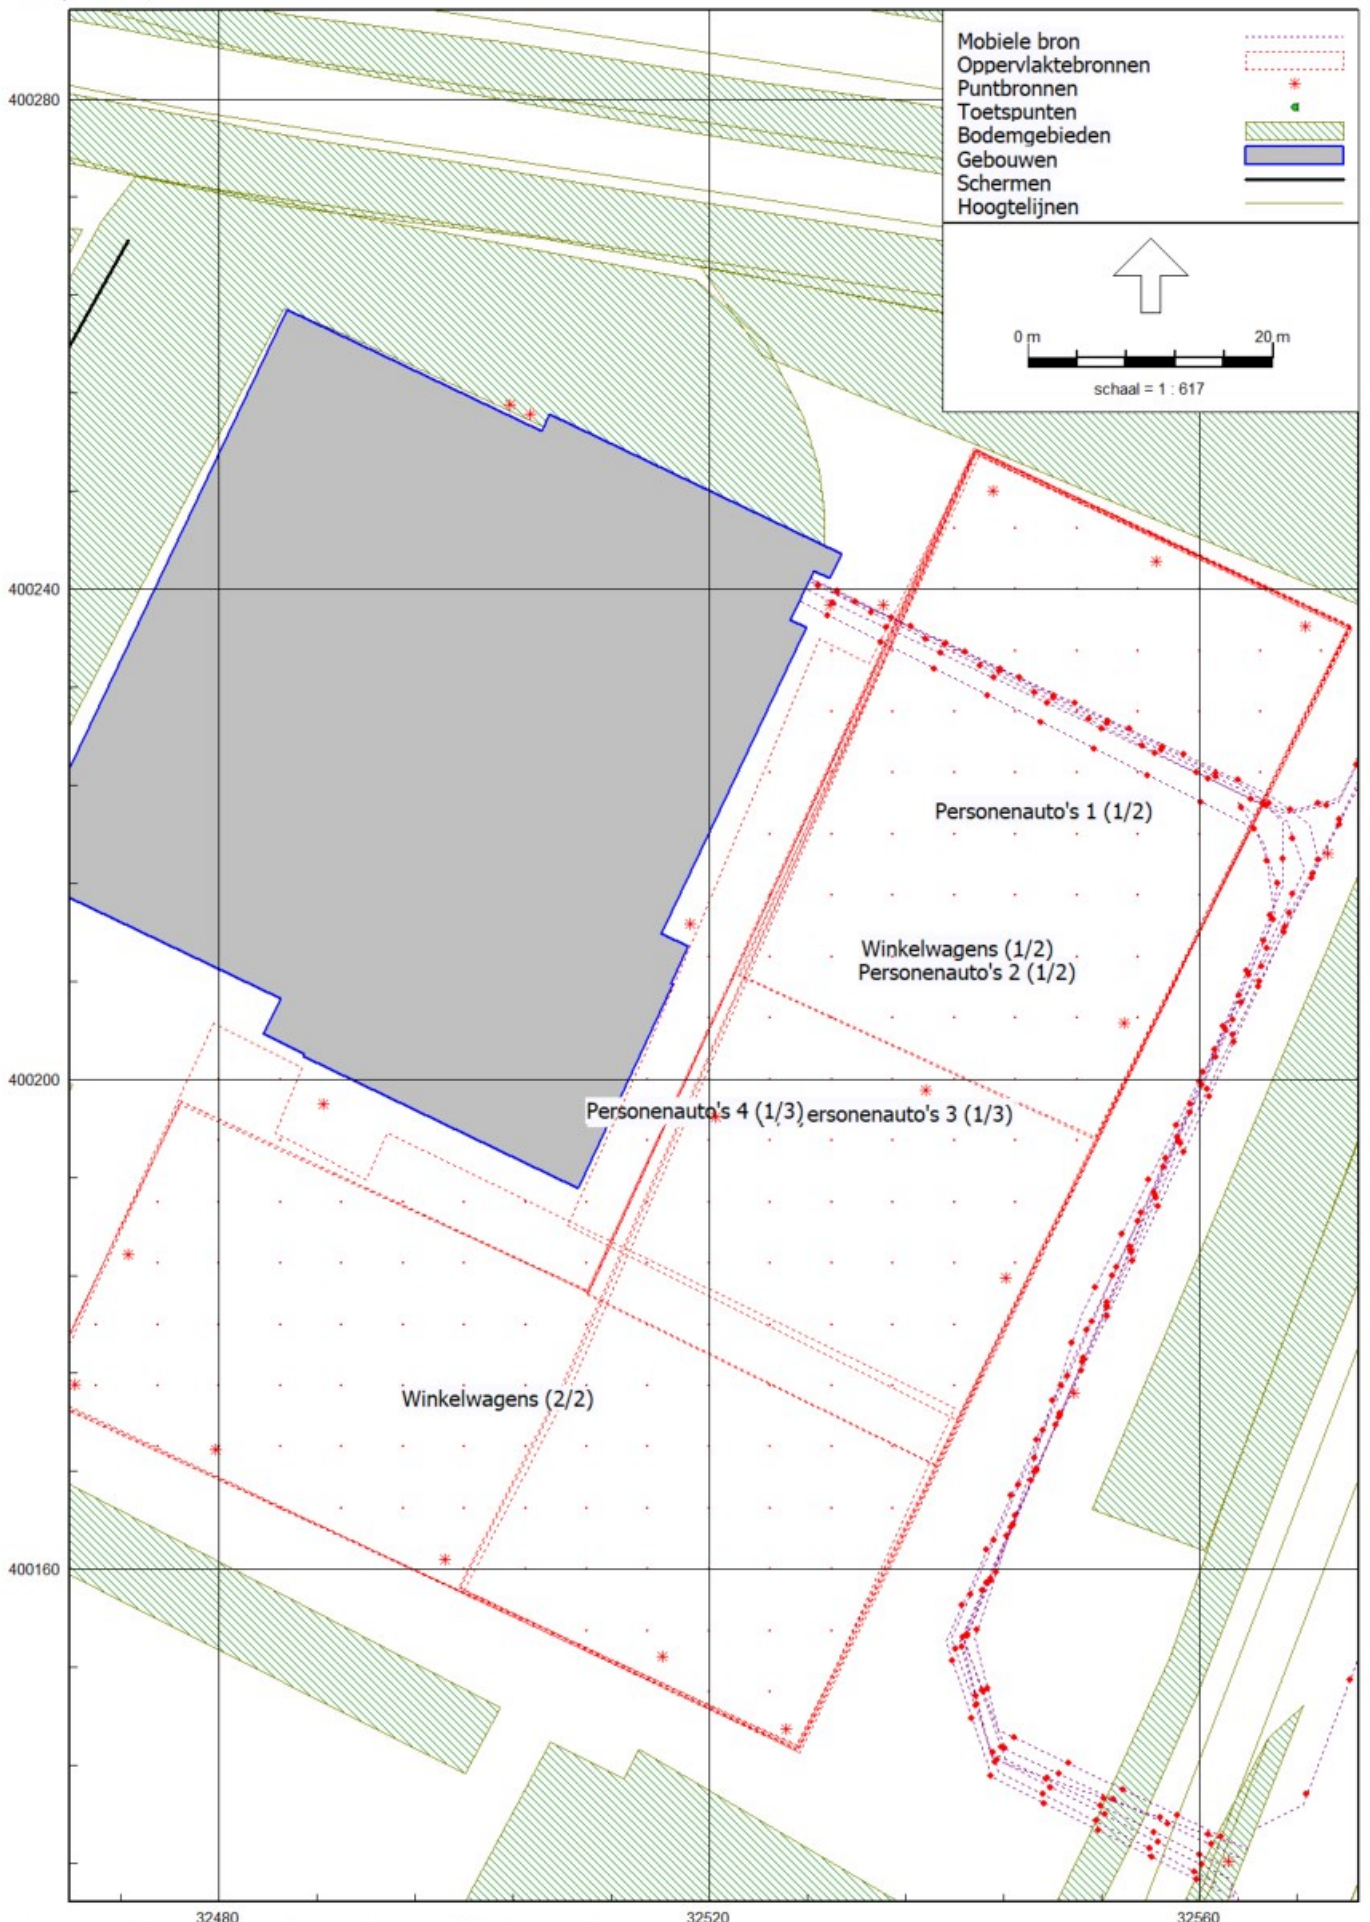 Mobiele bron
Oppervlaktebronnen
Puntbronnen
Toetspunten
Bodemgebieden
Gebouwen
Schermen
Hoogtelijnen
0 m 20 m
schaal = 1 : 617
400280
400240
Personenauto's 1 (1/2)
Winkelwagens (1/2)
Personenauto's 2 (1/2)
400200
Personenauto's 4 (1/3) ersonenauto's 3 (1/3)
Winkelwagens (2/2)
400160
32480 32520 32560